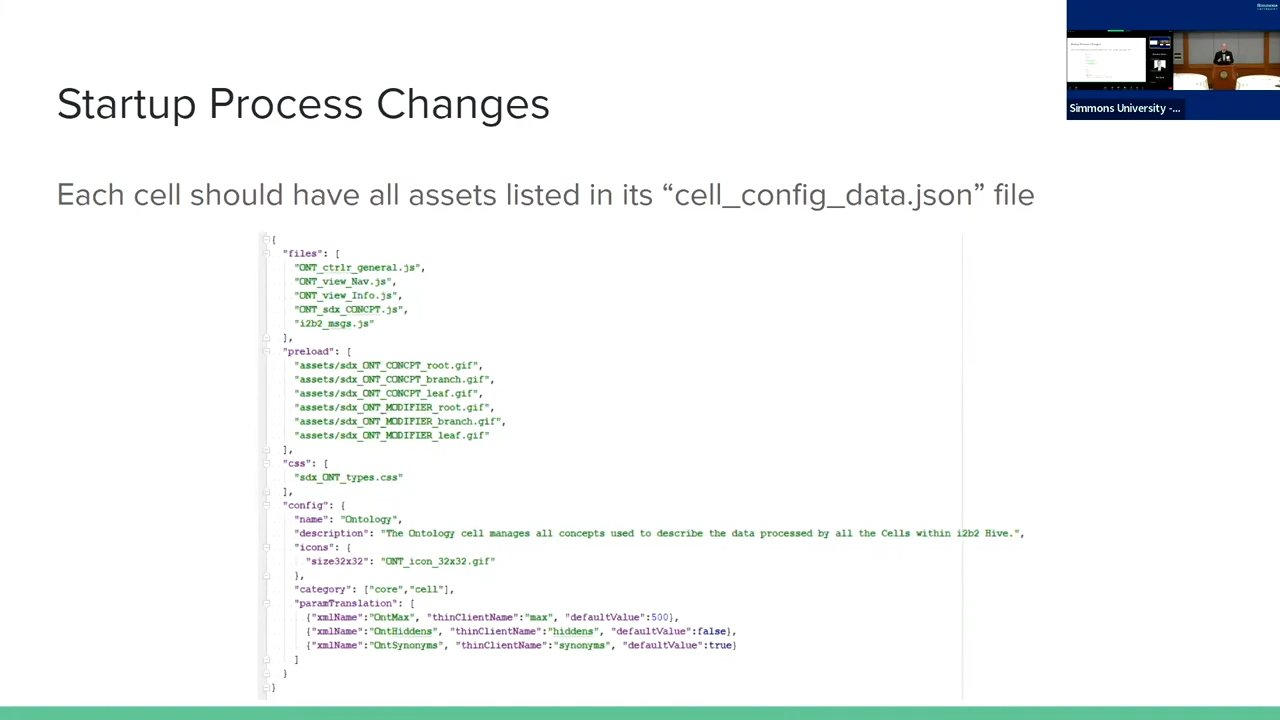 Startup Process Changes
Each cell should have all assets listed in its “cell_config_data.json” file
{
"files": [
"ONT_ctrlr_general.js",
"ONT_view_Nav.js",
"ONT_view_Info.js",
"ONT_sdx_CONCPT.js",
"i2b2_msgs.js"
],
"preload": [
"assets/sdx_ONT_CONCPT_root.gif",
"assets/sdx_ONT_CONCPT_branch.gif",
"assets/sdx_ONT_CONCPT_leaf.gif",
"assets/sdx_ONT_MODIFIER_root.gif",
"assets/sdx_ONT_MODIFIER_branch.gif",
"assets/sdx_ONT_MODIFIER_leaf.gif"
],
"css": [
"sdx_ONT_types.css"
],
"config": {
"name": "Ontology",
"description": "The Ontology cell manages all concepts used to describe the data processed by all the Cells within i2b2 Hive.",
"icons": {
"size32x32": "ONT_icon_32x32.gif"
},
"category": ["core","cell"],
"paramTranslation": [
{"xmlName":"OntMax", "thinClientName":"max", "defaultValue":500},
{"xmlName":"OntHiddens", "thinClientName":"hiddens", "defaultValue":false},
{"xmlName":"OntSynonyms", "thinClientName":"synonyms", "defaultValue":true}
]
}
}
Simmons University -...